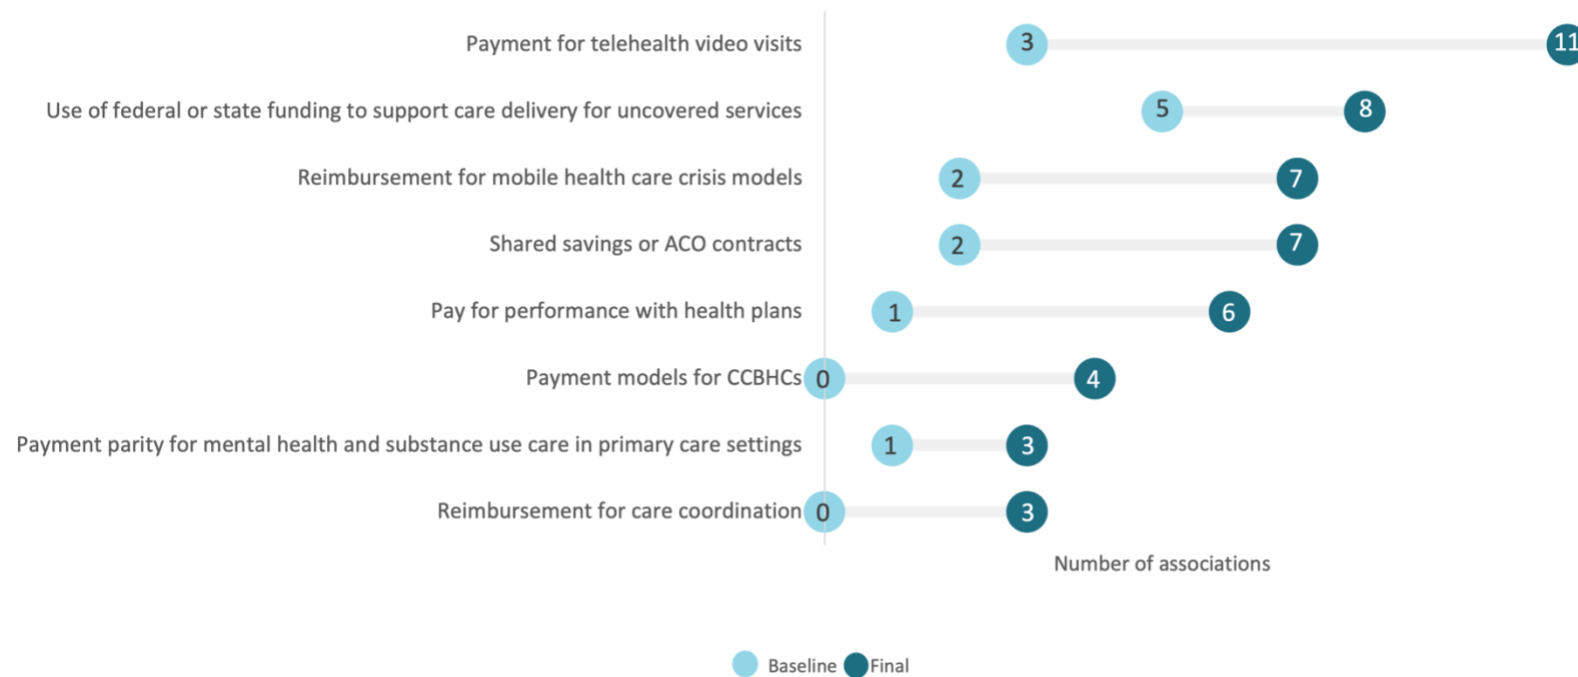 Payment for telehealth video visits 3 11
Use of federal or state funding to support care delivery for uncovered services 5 8
Reimbursement for mobile health care crisis models 2 7
Shared savings or ACO contracts 2 7
Pay for performance with health plans 1 6
Payment models for CCBHCs 0 4
Payment parity for mental health and substance use care in primary care settings 1 3
Reimbursement for care coordination 0 3
Number of associations
Baseline Final